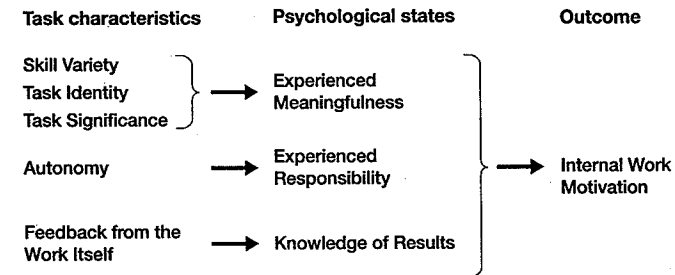 Task characteristics
Psychological states
Outcome
Skill Variety
Task Identity
Task Significance
Experienced
Meaningfulness
Autonomy
Experienced
Responsibility
Internal Work
Motivation
Feedback from the
Work Itself
Knowledge of Results